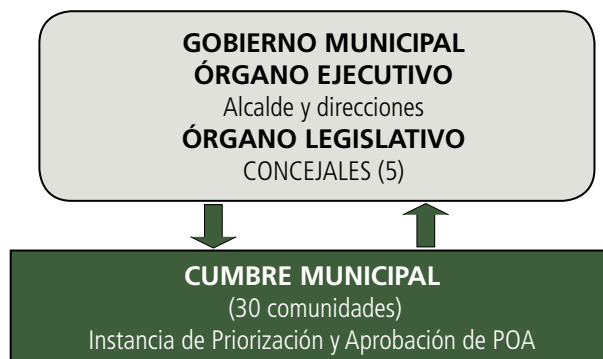 GOBIERNO MUNICIPAL
ÓRGANO EJECUTIVO
Alcalde y direcciones
ÓRGANO LEGISLATIVO
CONCEJALES (5)
CUMBRE MUNICIPAL
(30 comunidades)
Instancia de Priorización y Aprobación de POA